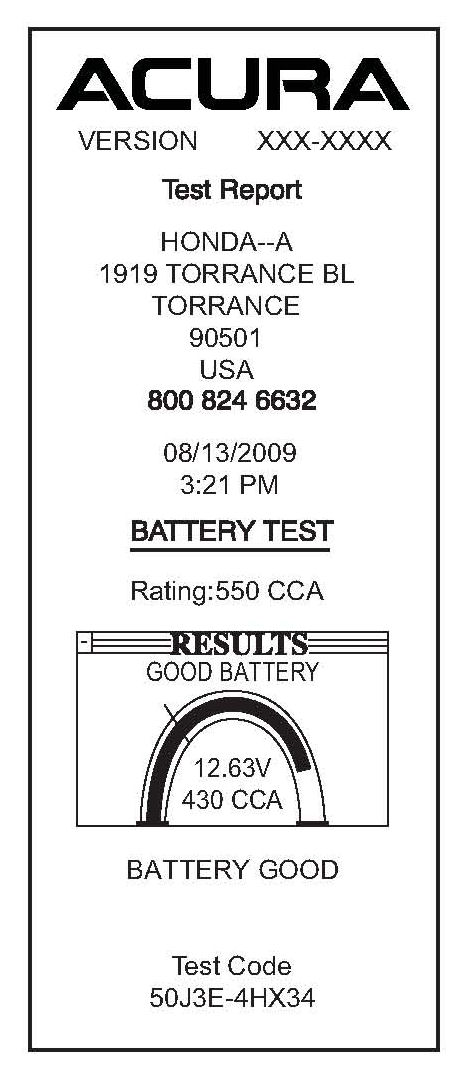 ACURA
VERSION XXX-XXXX
Test Report
HONDA--A
1919 TORRANCE BL
TORRANCE
90501
USA
800 824 6632
08/13/2009
3:21 PM
BATTERY TEST
Rating:550 CCA
- RESULTS
GOOD BATTERY
12.63V
430 CCA
BATTERY GOOD
Test Code
50J3E-4HX34